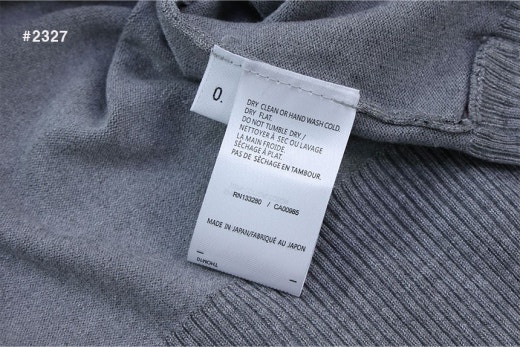 #2327
0.
DRY CLEAN OR HAND WASH COLD.
DRY FLAT.
DO NOT TUMBLE DRY./
NETTOYER À SEC OU LAVAGE
LA MAIN FROIDE.
SÉCHAGE À PLAT.
PAS DE SÉCHAGE EN TAMBOUR.
RN133280 / CA00985
MADE IN JAPAN/FABRIQUÉ AU JAPON